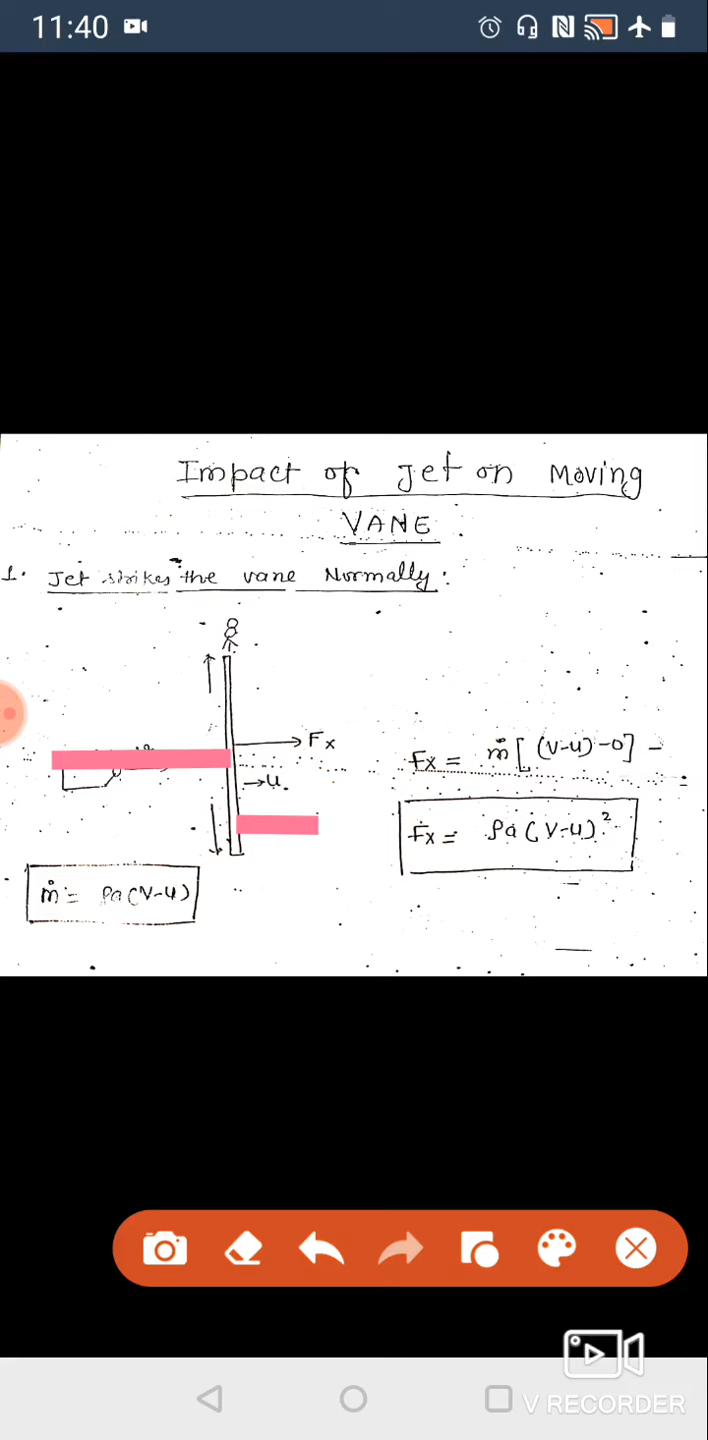 11:40
Impact of Jet on Moving
VANE
1. Jet strikes the vane Normally:
Fx
u.
Fx = ṁ[(V-u)-0] -
Fx = ρa(V-u)²
ṁ = ρa(V-u)
V RECORDER